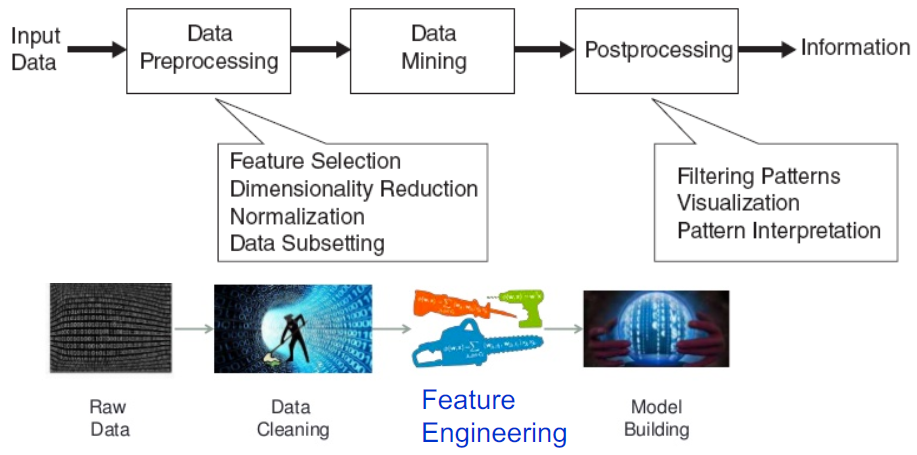 Input
Data
Data
Preprocessing
Data
Mining
Postprocessing
Information
Feature Selection
Dimensionality Reduction
Normalization
Data Subsetting
Filtering Patterns
Visualization
Pattern Interpretation
Raw
Data
Data
Cleaning
Feature
Engineering
Model
Building